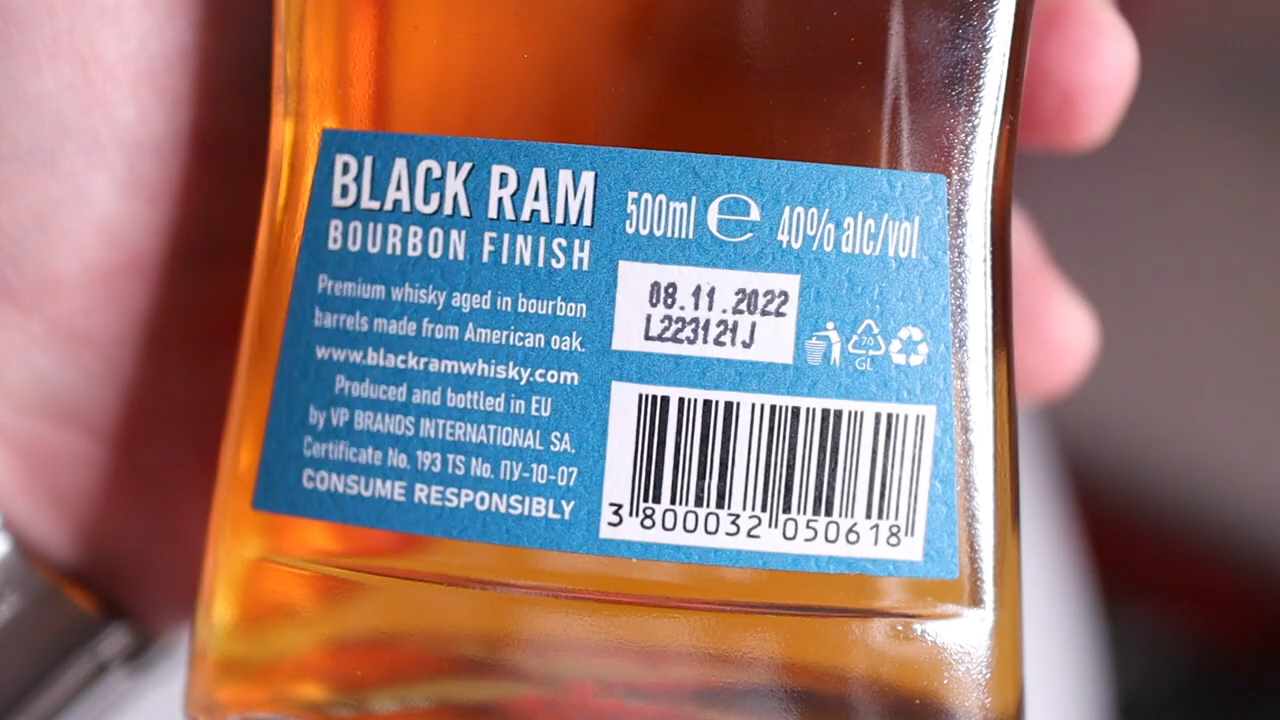 BLACK RAM
BOURBON FINISH
Premium whisky aged in bourbon
barrels made from American oak.
www.blackramwhisky.com
Produced and bottled in EU
by VP BRANDS INTERNATIONAL SA.
Certificate No. 193 TS No. ПУ-10-07
CONSUME RESPONSIBLY
500ml e 40% alc/vol
08.11.2022
L223121J
70
GL
3 800032 050618